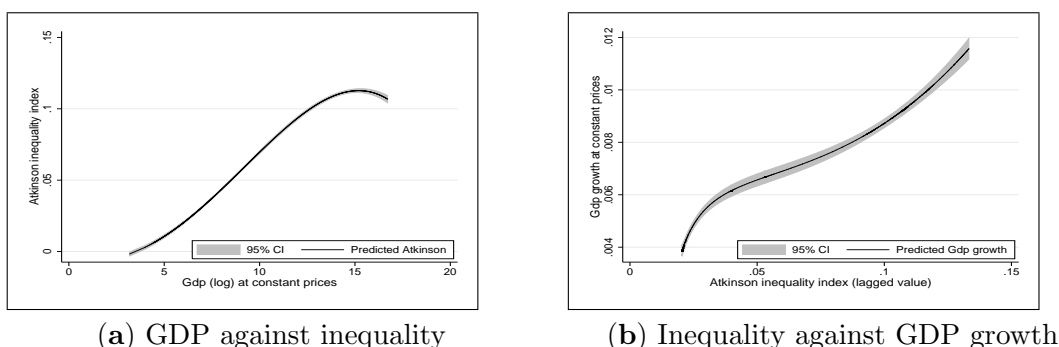 Atkinson inequality index
.15
.1
.05
0
95% CI
Predicted Atkinson
0
5
10
15
20
Gdp (log) at constant prices
(a) GDP against inequality
Gdp growth at constant prices
.012
.01
.008
.006
.004
95% CI
Predicted Gdp growth
0
.05
.1
.15
Atkinson inequality index (lagged value)
(b) Inequality against GDP growth